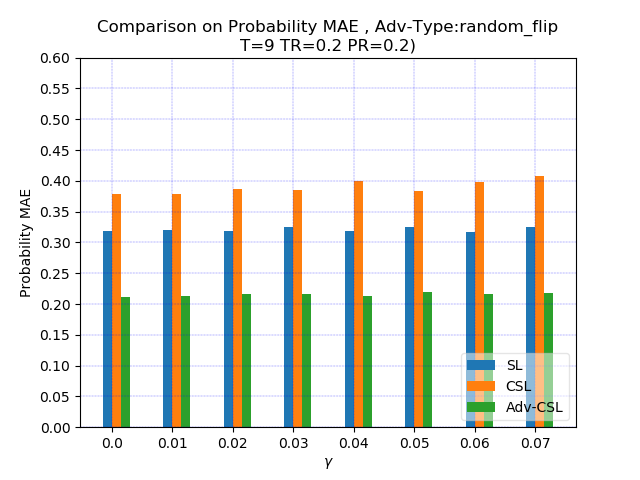 Comparison on Probability MAE , Adv-Type:random_flip
T=9 TR=0.2 PR=0.2)
0.60
0.55
0.50
0.45
0.40
0.35
0.30
0.25
0.20
0.15
0.10
0.05
0.00
Probability MAE
SL
CSL
Adv-CSL
0.0 0.01 0.02 0.03 0.04 0.05 0.06 0.07
γ